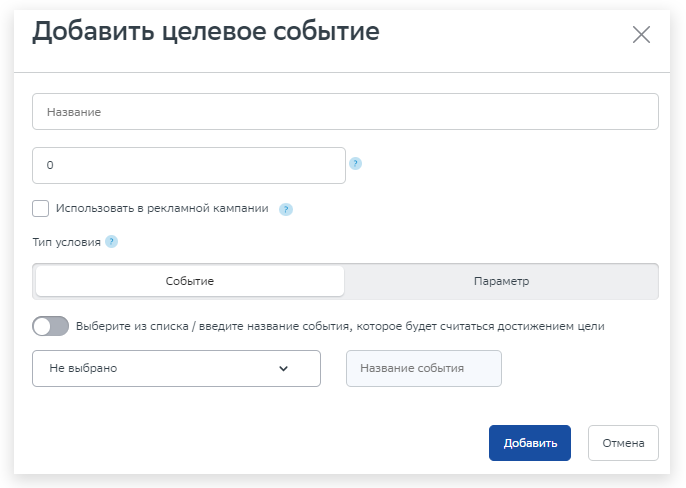 Добавить целевое событие
Название
0 ?
Использовать в рекламной кампании ?
Тип условия ?
Событие Параметр
Выберите из списка / введите название события, которое будет считаться достижением цели
Не выбрано Название события
Добавить Отмена